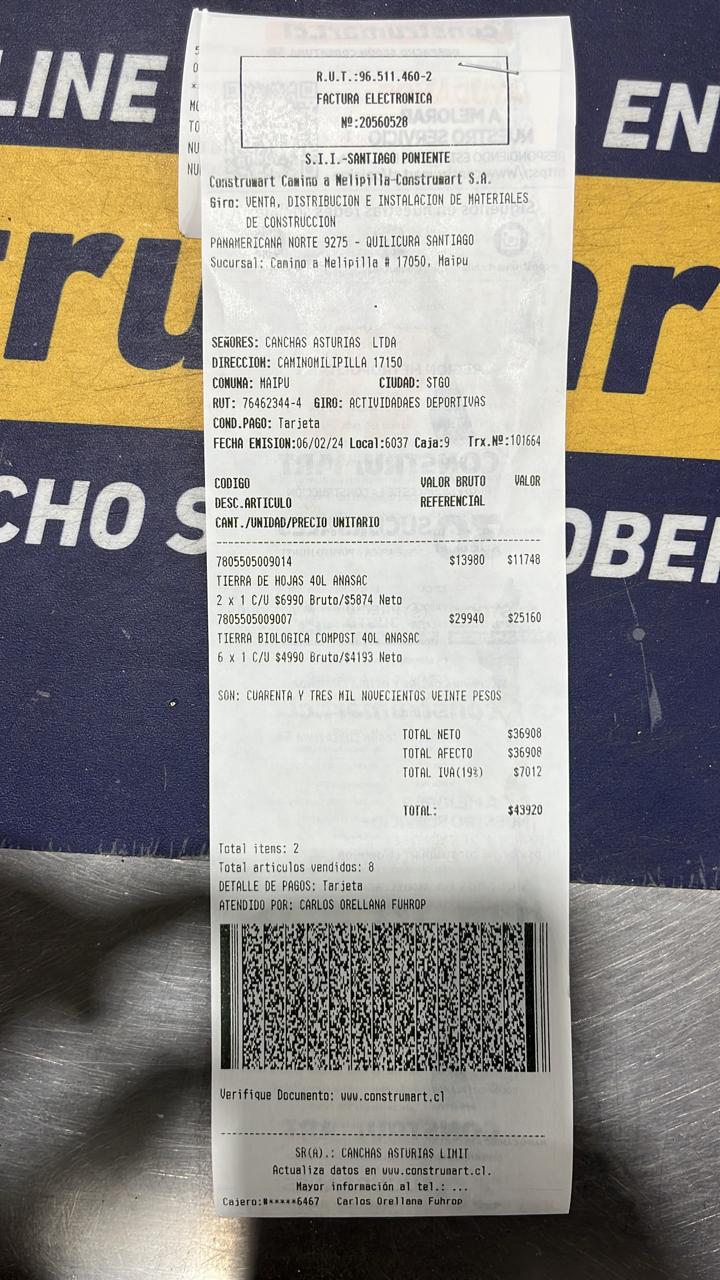 LINE
EN
R.U.T.:96.511.460-2
FACTURA ELECTRONICA
Nº:20560528
S.I.I.-SANTIAGO PONIENTE
Construmart Camino a Melipilla-Construmart S.A.
Giro: VENTA, DISTRIBUCION E INSTALACION DE MATERIALES
DE CONSTRUCCION
PANAMERICANA NORTE 9275 - QUILICURA SANTIAGO
Sucursal: Camino a Melipilla # 17050, Maipu
SEÑORES: CANCHAS ASTURIAS LTDA
DIRECCION: CAMINOMILIPILLA 17150
COMUNA: MAIPU CIUDAD: STGO
RUT: 76462344-4 GIRO: ACTIVIDADAES DEPORTIVAS
COND.PAGO: Tarjeta
FECHA EMISION:06/02/24 Local:6037 Caja:9 Trx.Nº:101664
CODIGO VALOR BRUTO VALOR
DESC.ARTICULO REFERENCIAL
CANT./UNIDAD/PRECIO UNITARIO
7805505009014 $13980 $11748
TIERRA DE HOJAS 40L ANASAC
2 x 1 C/U $6990 Bruto/$5874 Neto
7805505009007 $29940 $25160
TIERRA BIOLOGICA COMPOST 40L ANASAC
6 x 1 C/U $4990 Bruto/$4193 Neto
SON: CUARENTA Y TRES MIL NOVECIENTOS VEINTE PESOS
TOTAL NETO $36908
TOTAL AFECTO $36908
TOTAL IVA(19%) $7012
TOTAL: $43920
Total itens: 2
Total articulos vendidos: 8
DETALLE DE PAGOS: Tarjeta
ATENDIDO POR: CARLOS ORELLANA FUHROP
Verifique Documento: www.construmart.cl
SR(A).: CANCHAS ASTURIAS LIMIT
Actualiza datos en www.construmart.cl.
Mayor información al tel.: ...
Cajero:#*****6467 Carlos Orellana Fuhrop